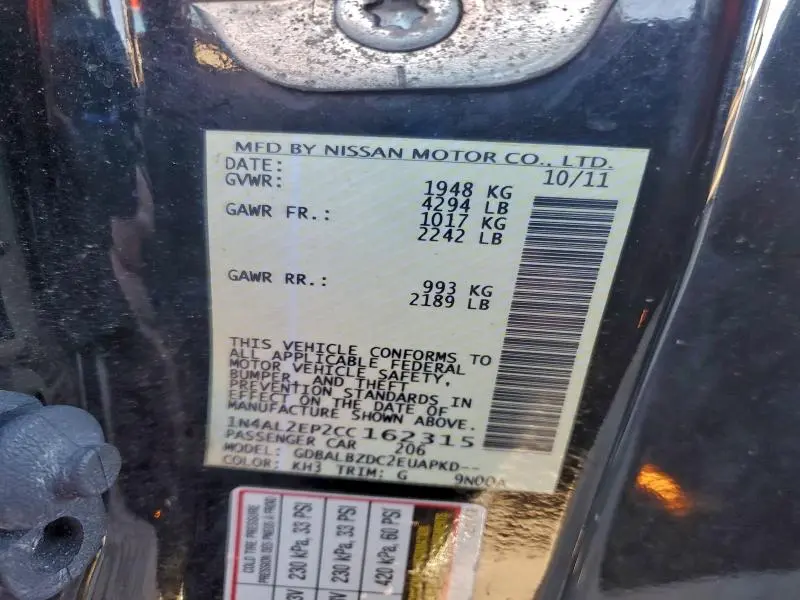 MFD BY NISSAN MOTOR CO., LTD.
DATE: 10/11
GVWR: 1948 KG
4294 LB
GAWR FR.: 1017 KG
2242 LB
GAWR RR.: 993 KG
2189 LB
THIS VEHICLE CONFORMS TO
ALL APPLICABLE FEDERAL
MOTOR VEHICLE SAFETY,
BUMPER, AND THEFT
PREVENTION STANDARDS IN
EFFECT ON THE DATE OF
MANUFACTURE SHOWN ABOVE.
1N4AL2EP2CC162315
PASSENGER CAR 206
MODEL: GDBALBZDC2EUAPKD--
COLOR: KH3 TRIM: G 9N00A
COLD TIRE PRESSURE
230 kPa, 33 PSI
230 kPa, 33 PSI
420 kPa, 60 PSI